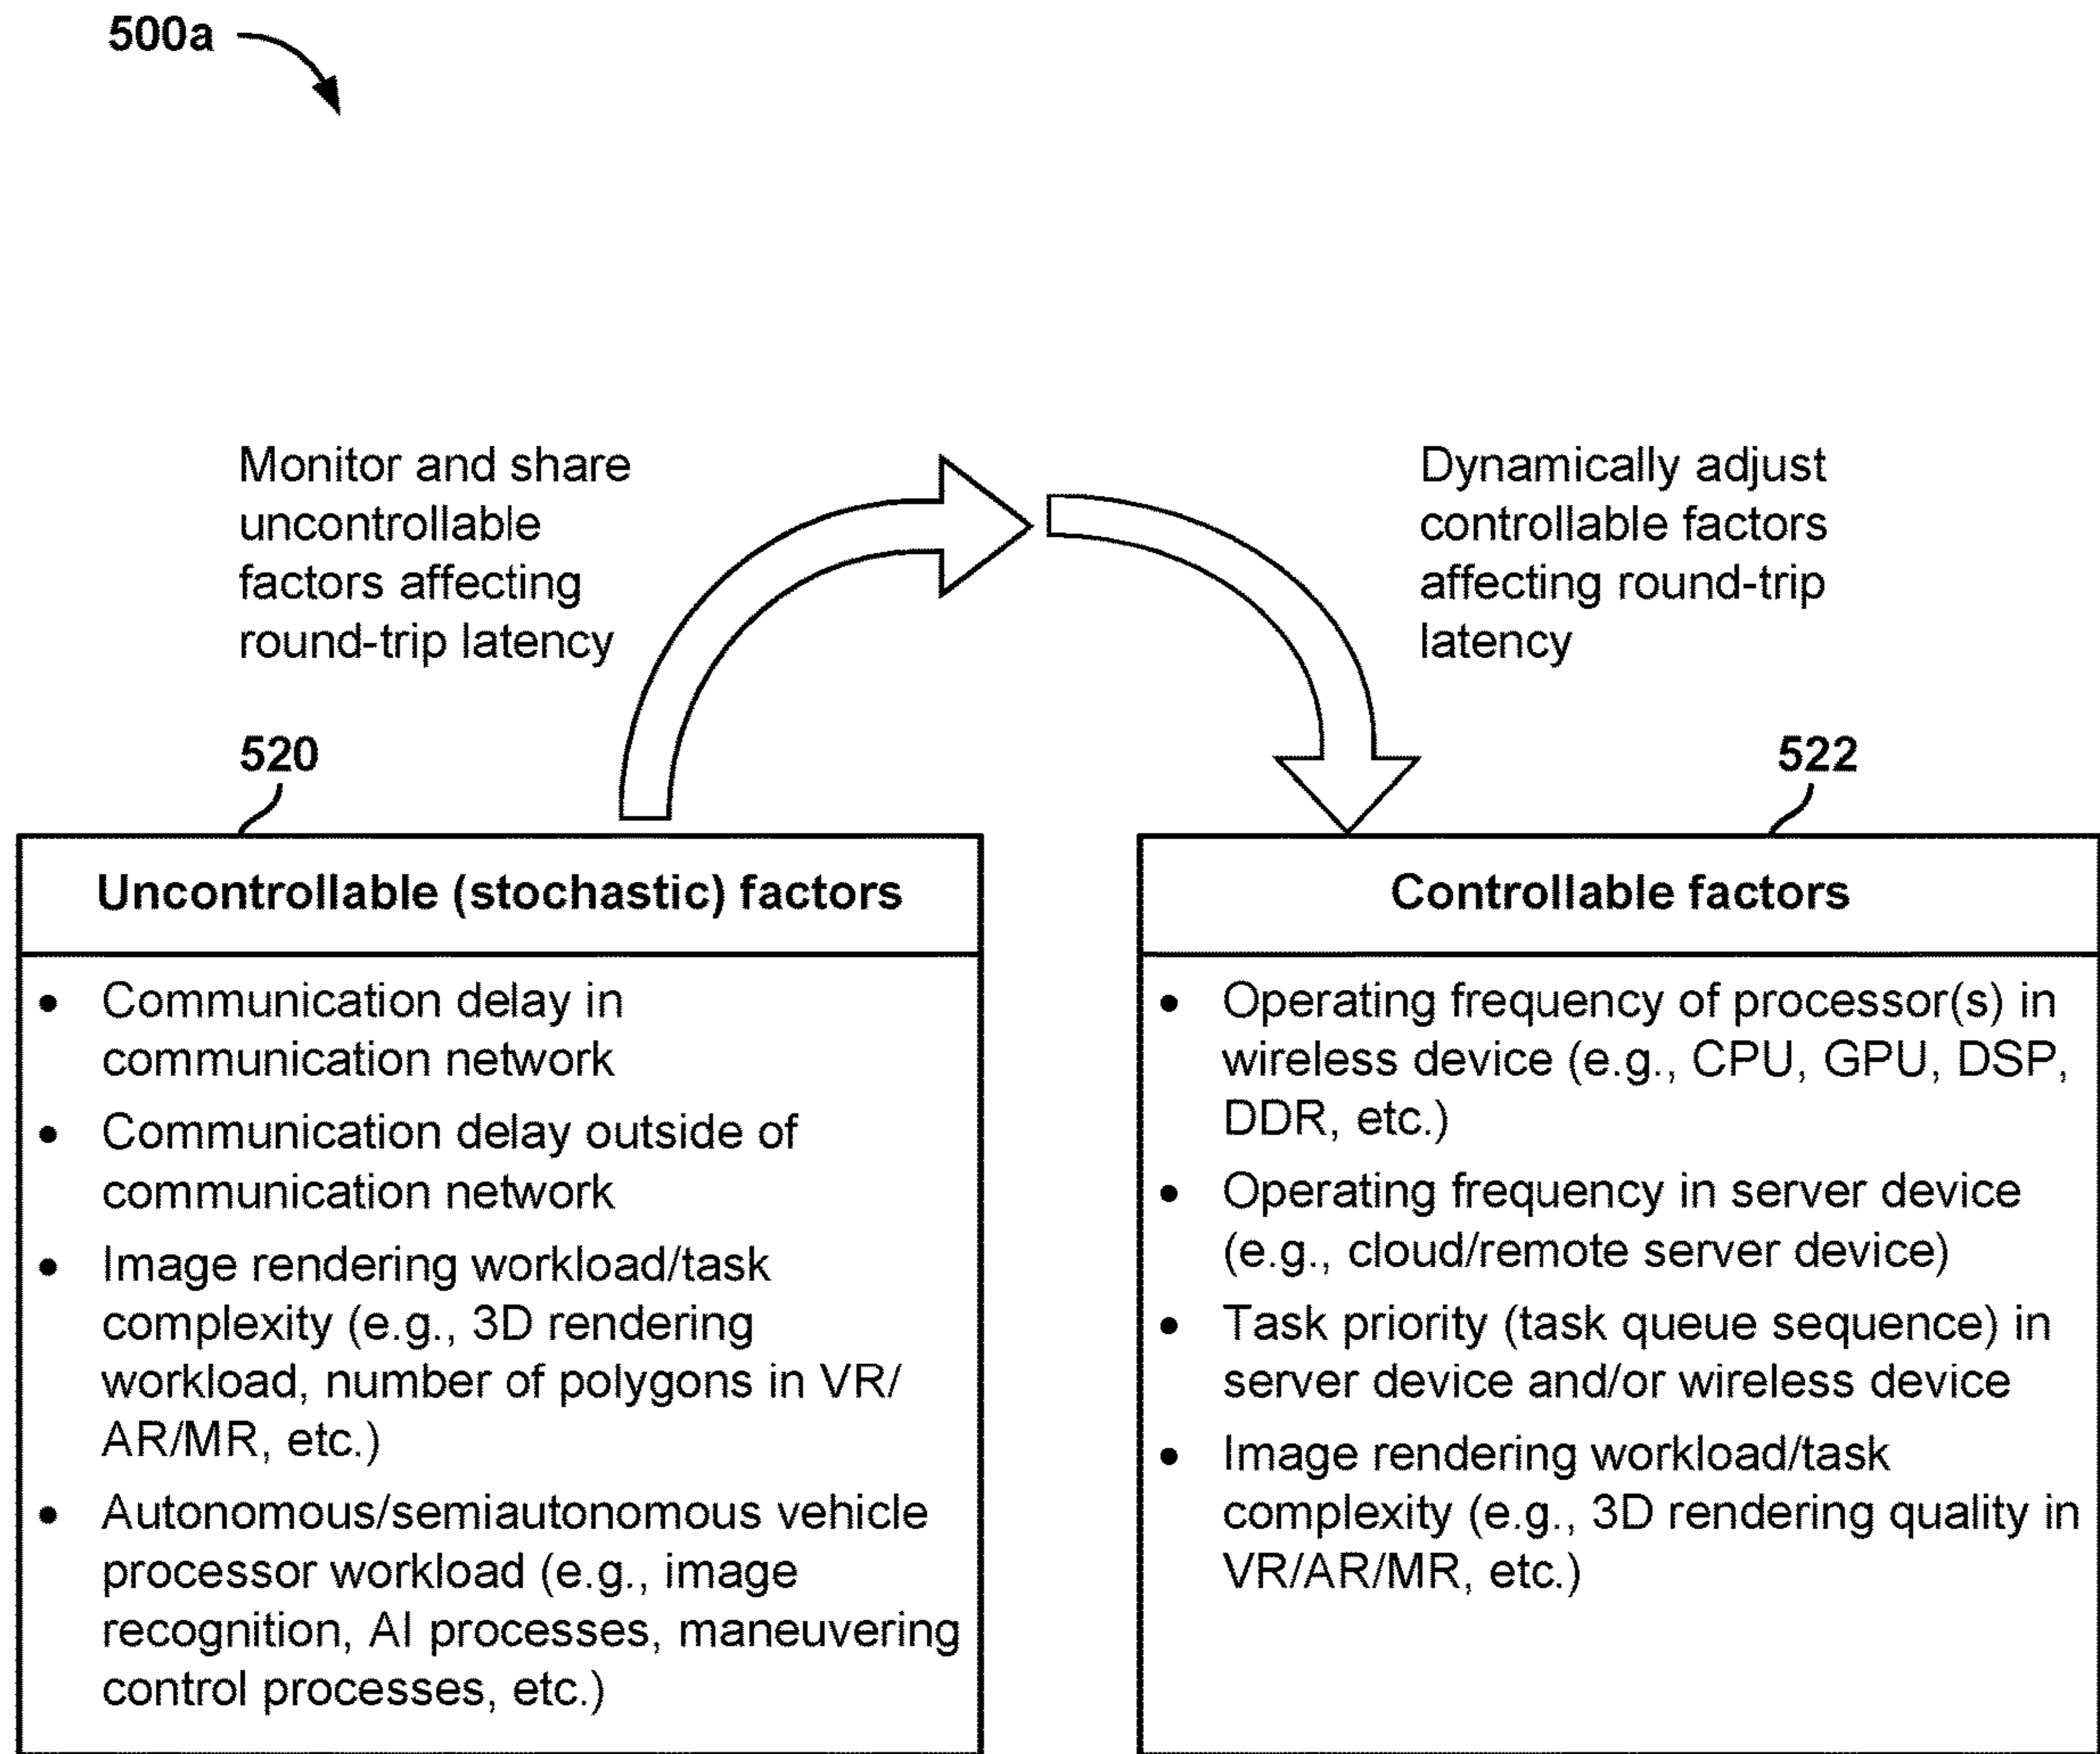 500a
Monitor and share
uncontrollable
factors affecting
round-trip latency
Dynamically adjust
controllable factors
affecting round-trip
latency
520
522
Uncontrollable (stochastic) factors
• Communication delay in
communication network
• Communication delay outside of
communication network
• Image rendering workload/task
complexity (e.g., 3D rendering
workload, number of polygons in VR/
AR/MR, etc.)
• Autonomous/semiautonomous vehicle
processor workload (e.g., image
recognition, AI processes, maneuvering
control processes, etc.)
Controllable factors
• Operating frequency of processor(s) in
wireless device (e.g., CPU, GPU, DSP,
DDR, etc.)
• Operating frequency in server device
(e.g., cloud/remote server device)
• Task priority (task queue sequence) in
server device and/or wireless device
• Image rendering workload/task
complexity (e.g., 3D rendering quality in
VR/AR/MR, etc.)